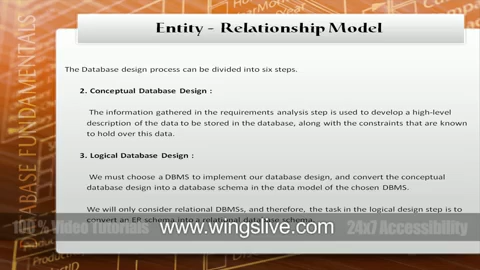 Entity - Relationship Model
DATABASE FUNDAMENTALS
The Database design process can be divided into six steps.
2. Conceptual Database Design :
The information gathered in the requirements analysis step is used to develop a high-level
description of the data to be stored in the database, along with the constraints that are known
to hold over this data.
3. Logical Database Design :
We must choose a DBMS to implement our database design, and convert the conceptual
database design into a database schema in the data model of the chosen DBMS.
We will only consider relational DBMSs, and therefore, the task in the logical design step is to
convert an ER schema into a relational database schema.
100 % Video Tutorials
www.wingslive.com
24x7 Accessibility